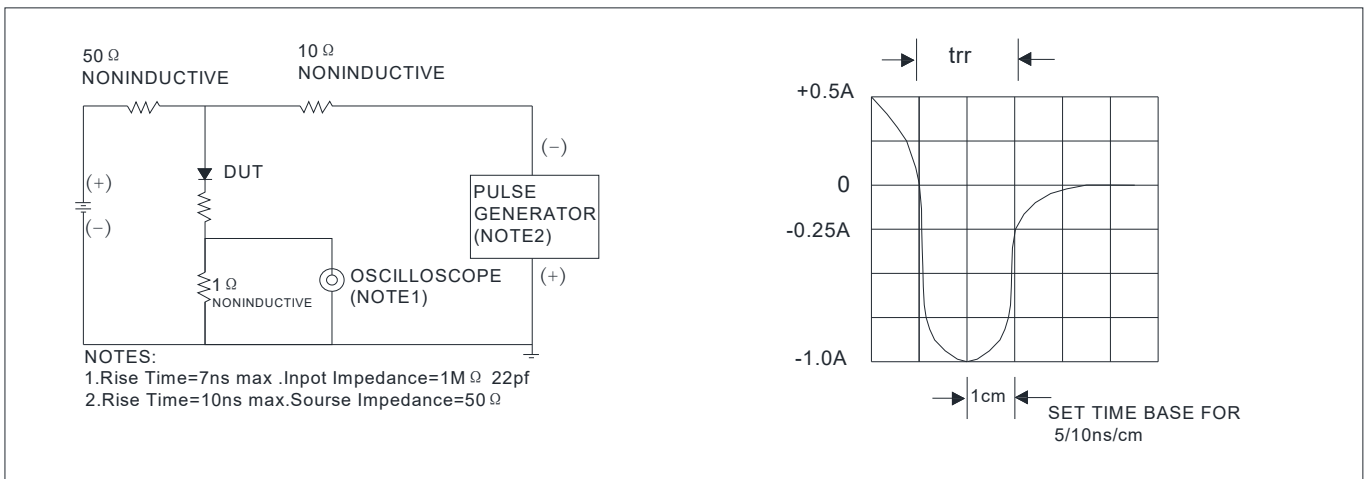 50 Ω
NONINDUCTIVE
10 Ω
NONINDUCTIVE
(+)
(-)
DUT
1 Ω
NONINDUCTIVE
OSCILLOSCOPE
(NOTE1)
(-)
PULSE
GENERATOR
(NOTE2)
(+)
NOTES:
1.Rise Time=7ns max .Inpot Impedance=1M Ω 22pf
2.Rise Time=10ns max.Sourse Impedance=50 Ω
trr
+0.5A
0
-0.25A
-1.0A
1cm
SET TIME BASE FOR
5/10ns/cm